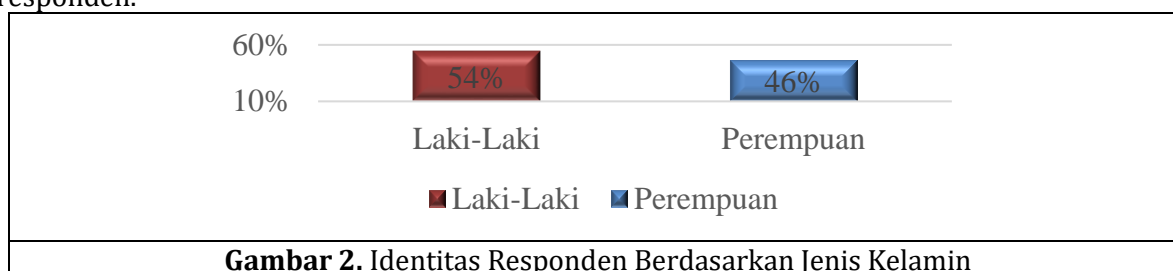 responden.
60%
54%
46%
10%
Laki-Laki
Perempuan
Laki-Laki Perempuan
Gambar 2. Identitas Responden Berdasarkan Jenis Kelamin